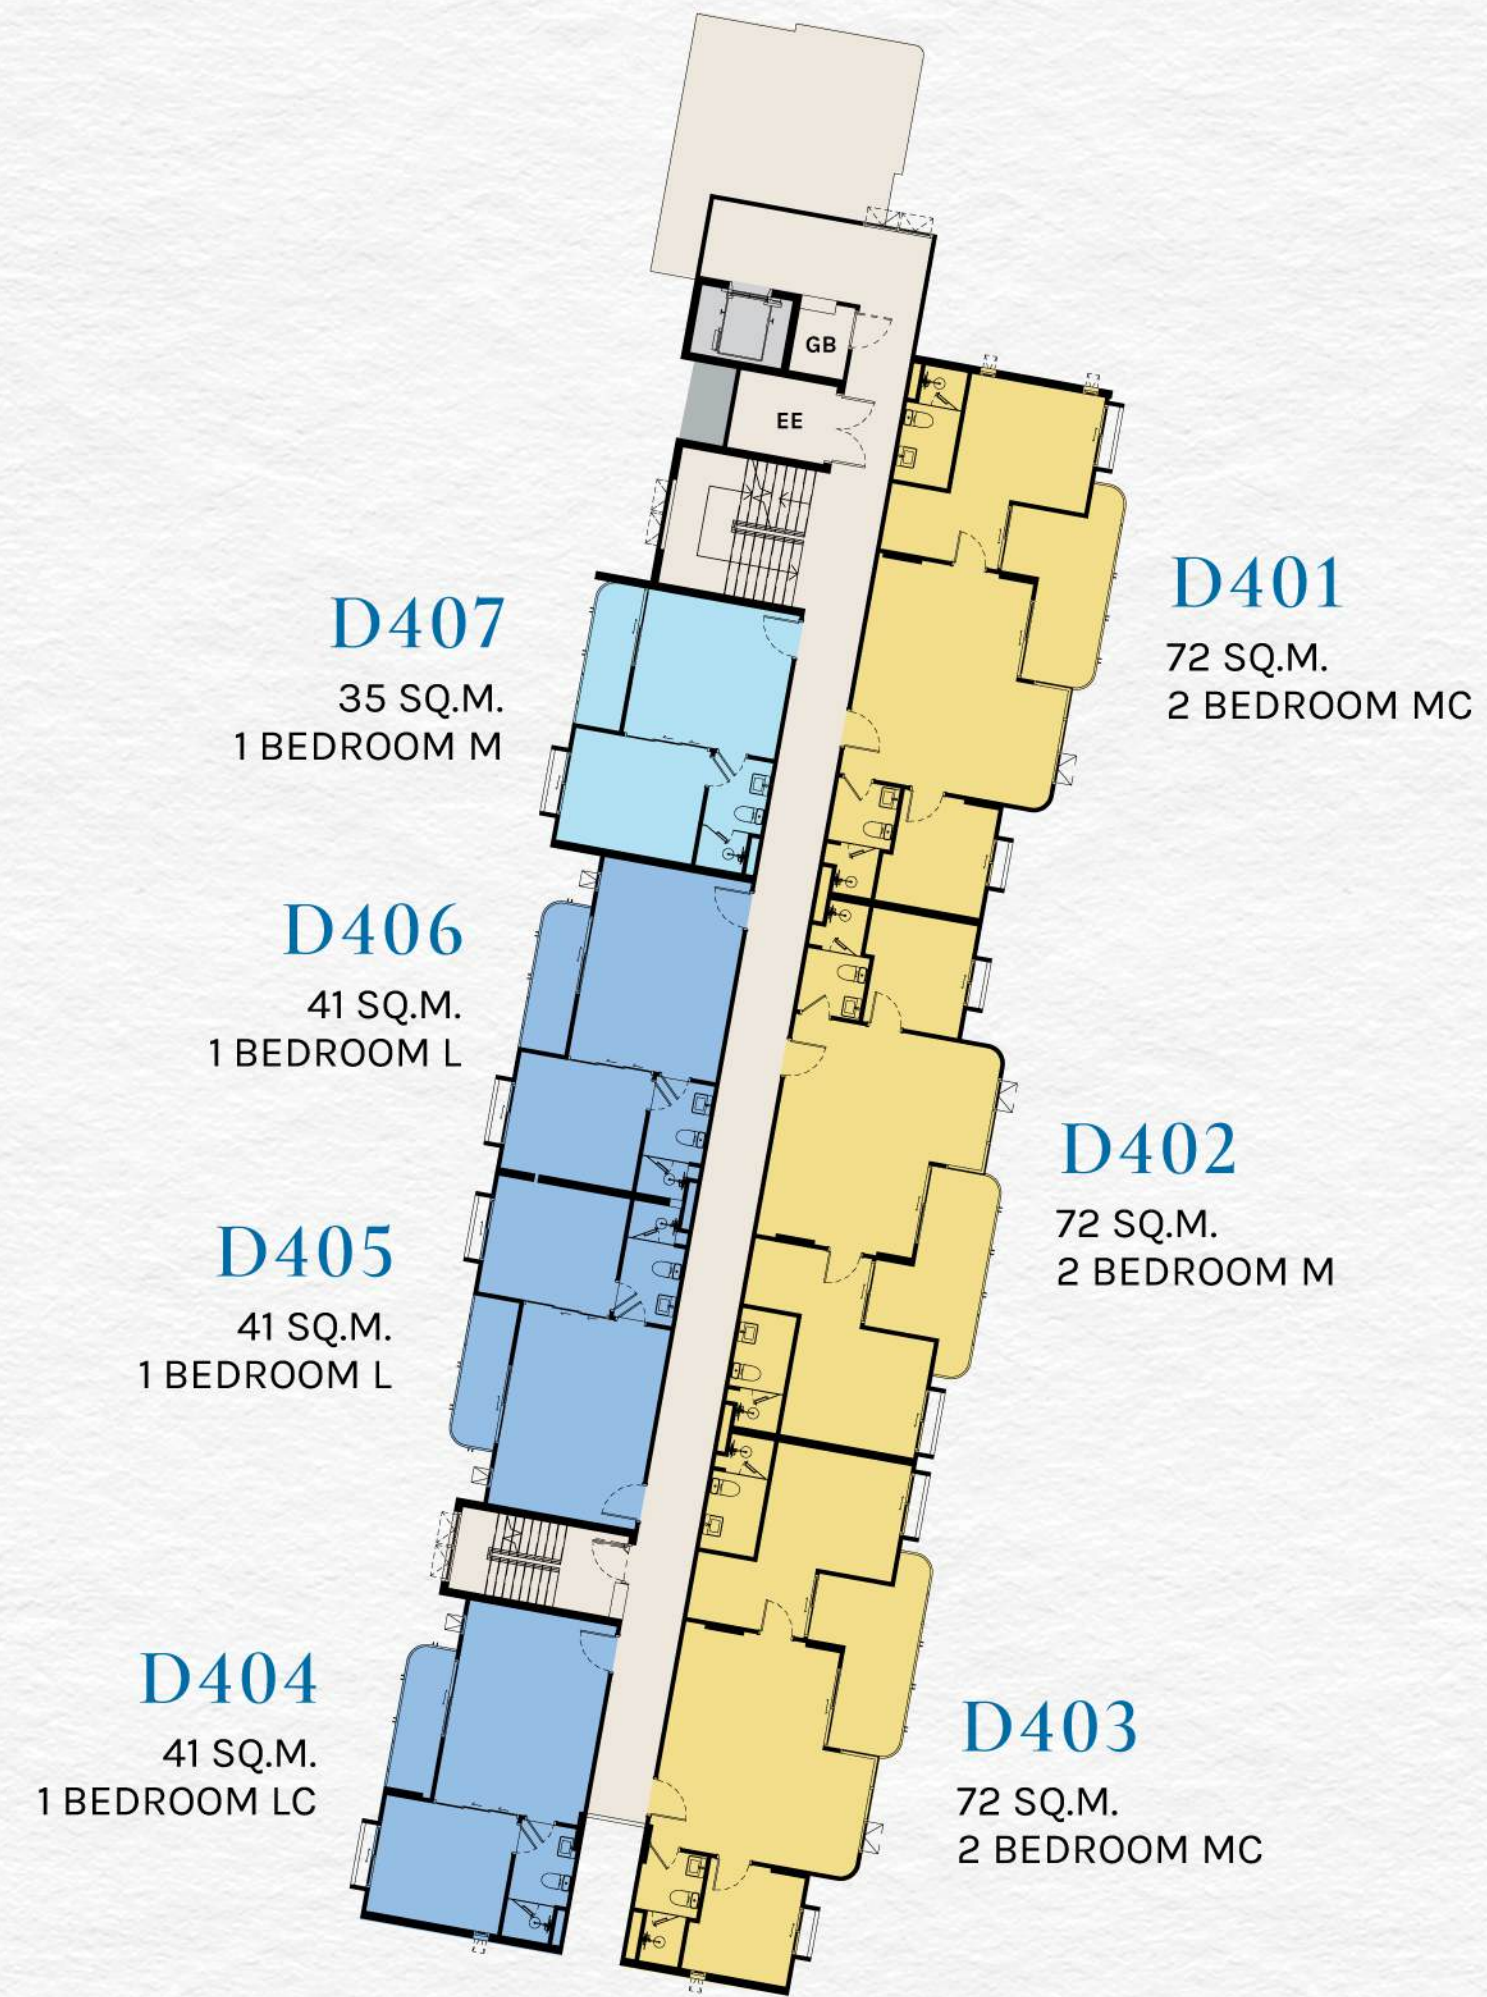 GB
EE
D401
72 SQ.M.
2 BEDROOM MC
D407
35 SQ.M.
1 BEDROOM M
D406
41 SQ.M.
1 BEDROOM L
D402
72 SQ.M.
2 BEDROOM M
D405
41 SQ.M.
1 BEDROOM L
D404
41 SQ.M.
1 BEDROOM LC
D403
72 SQ.M.
2 BEDROOM MC